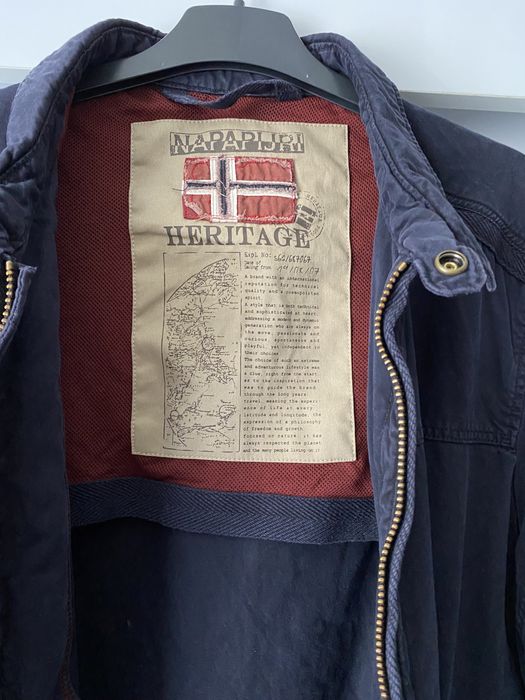 NAPAPIJRI
HERITAGE
Expl No:
Date of
Saling from
A brand with an international
reputation for technical
quality and a cosmopolitan
spirit.
A style that is both technical
and sophisticated at heart,
addressing a modern and dynamic
generation who are always on
the move, passionate and
curious, spectators and
playful, yet independent in
their choices
The choice of such an extreme
and adventurous lifestyle was
a clue, right from the start
as to the inspiration that
was to guide the brand
through the long years
travel, meaning the experi-
ence of life at every
latitude and longitude; the
expression of a philosophy
of freedom and growth
focused on nature. it has
always respected the planet
and the many people living on it